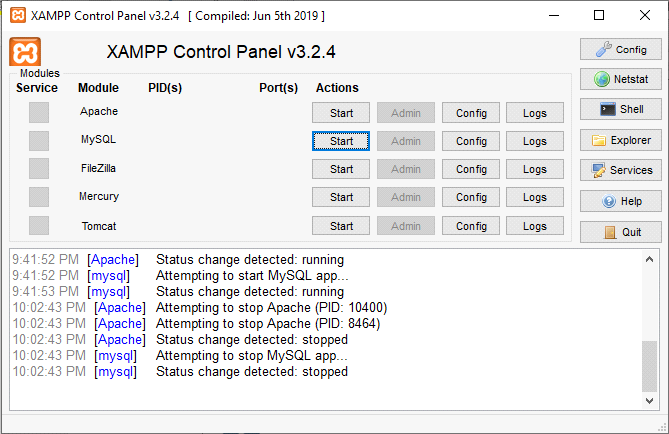 XAMPP Control Panel v3.2.4 [ Compiled: Jun 5th 2019 ]
XAMPP Control Panel v3.2.4
Config
Modules
Service Module PID(s) Port(s) Actions
Netstat
Apache Start Admin Config Logs
Shell
MySQL Start Admin Config Logs
Explorer
FileZilla Start Admin Config Logs
Services
Mercury Start Admin Config Logs
Help
Tomcat Start Admin Config Logs
Quit
9:41:52 PM [Apache] Status change detected: running
9:41:52 PM [mysql] Attempting to start MySQL app...
9:41:53 PM [mysql] Status change detected: running
10:02:43 PM [Apache] Attempting to stop Apache (PID: 10400)
10:02:43 PM [Apache] Attempting to stop Apache (PID: 8464)
10:02:43 PM [Apache] Status change detected: stopped
10:02:43 PM [mysql] Attempting to stop MySQL app...
10:02:43 PM [mysql] Status change detected: stopped